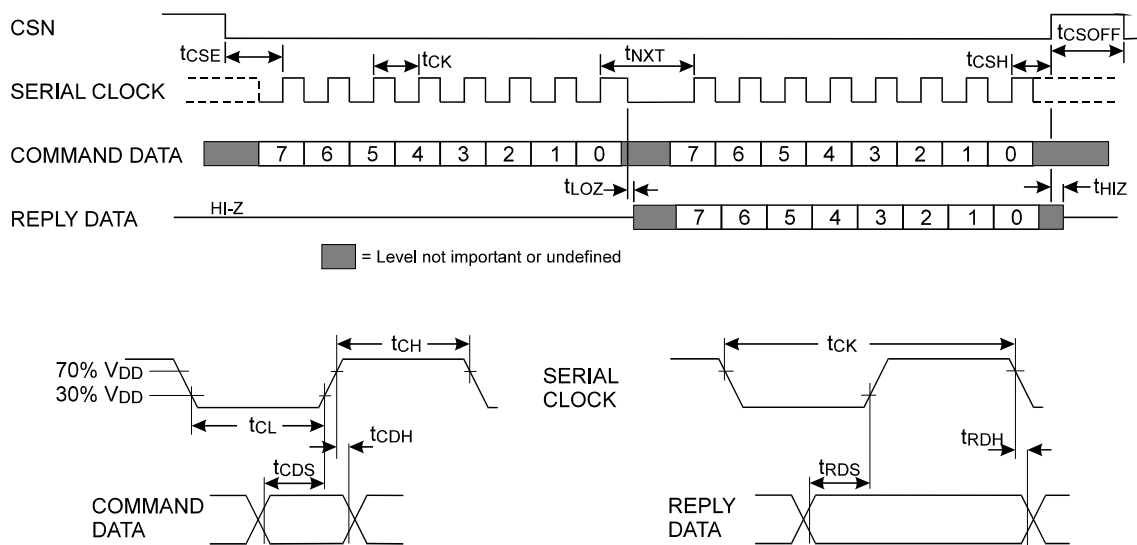 CSN
tCSOFF
tCSE
tCK
tNXT
tCSH
SERIAL CLOCK
COMMAND DATA
7 6 5 4 3 2 1 0 7 6 5 4 3 2 1 0
tLOZ
tHIZ
REPLY DATA
HI-Z
7 6 5 4 3 2 1 0
= Level not important or undefined
tCH
tCK
70% VDD
30% VDD
SERIAL
CLOCK
tCL
tCDH
tRDH
tCDS
tRDS
COMMAND
DATA
REPLY
DATA